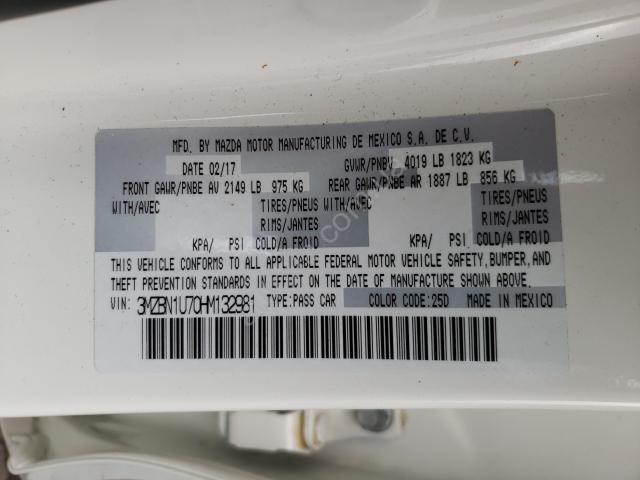 MFD. BY MAZDA MOTOR MANUFACTURING DE MEXICO S.A. DE C.V.
DATE 02/17 GVWR/PNBV 4019 LB 1823 KG
FRONT GAWR/PNBE AV 2149 LB 975 KG REAR GAWR/PNBE AR 1887 LB 856 KG
WITH/AVEC TIRES/PNEUS WITH/AVEC TIRES/PNEUS
RIMS/JANTES RIMS/JANTES
KPA/ PSI COLD/A FROID KPA/ PSI COLD/A FROID
THIS VEHICLE CONFORMS TO ALL APPLICABLE FEDERAL MOTOR VEHICLE SAFETY, BUMPER, AND
THEFT PREVENTION STANDARDS IN EFFECT ON THE DATE OF MANUFACTURE SHOWN ABOVE.
VIN: 3MZBN1U70HM132981 TYPE:PASS CAR COLOR CODE:25D MADE IN MEXICO